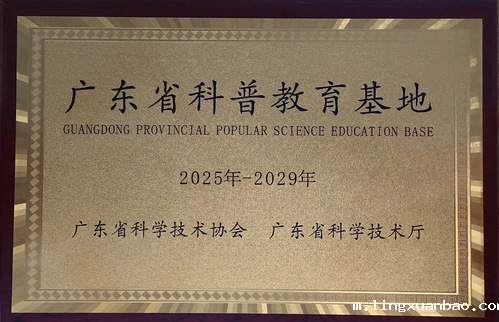 广东省科普教育基地
GUANGDONG PROVINCIAL POPULAR SCIENCE EDUCATION BASE
2025年-2029年
广东省科学技术协会 广东省科学技术厅
m.lingxuanbao.com